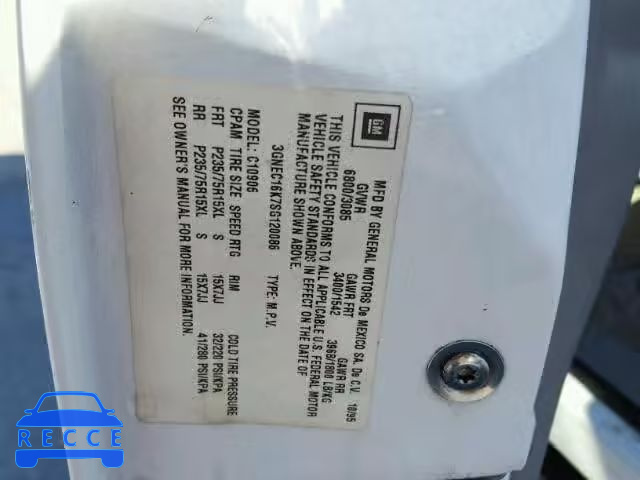 GM
MFD BY GENERAL MOTORS De MEXICO SA. De C.V. 10/95
GVWR GAWR FRT GAWR RR
6800/3085 3400/1542 3968/1800 LB/KG
THIS VEHICLE CONFORMS TO ALL APPLICABLE U.S. FEDERAL MOTOR
VEHICLE SAFETY STANDARDS IN EFFECT ON THE DATE OF
MANUFACTURE SHOWN ABOVE.
3GNEC16K7SG120086 TYPE: M.P.V.
MODEL: C10906
CPAM TIRE SIZE SPEED RTG RIM COLD TIRE PRESSURE
FRT P235/75R15XL S 15X7JJ 32/220 PSI/KPA
RR P235/75R15XL S 15X7JJ 41/280 PSI/KPA
SEE OWNER'S MANUAL FOR MORE INFORMATION.
RECCE